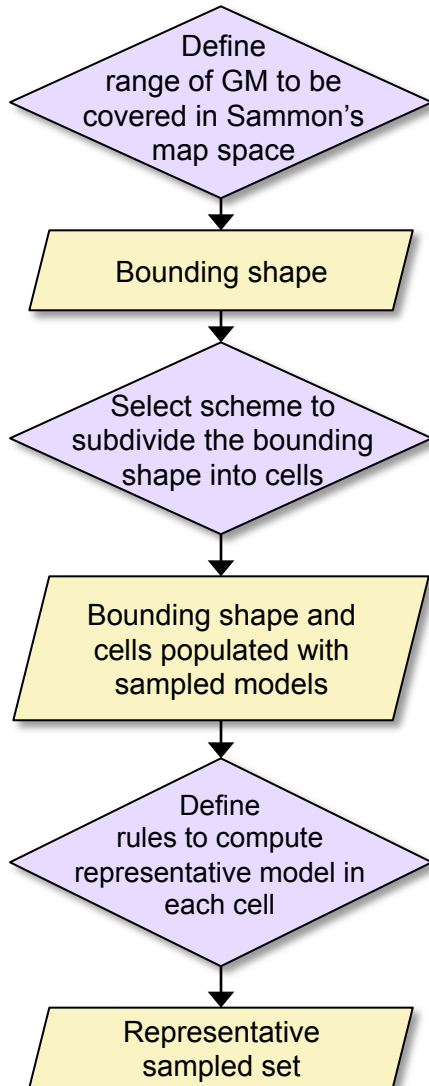 Define
range of GM to be
covered in Sammon’s
map space
Bounding shape
Select scheme to
subdivide the bounding
shape into cells
Bounding shape and
cells populated with
sampled models
Define
rules to compute
representative model in
each cell
Representative
sampled set